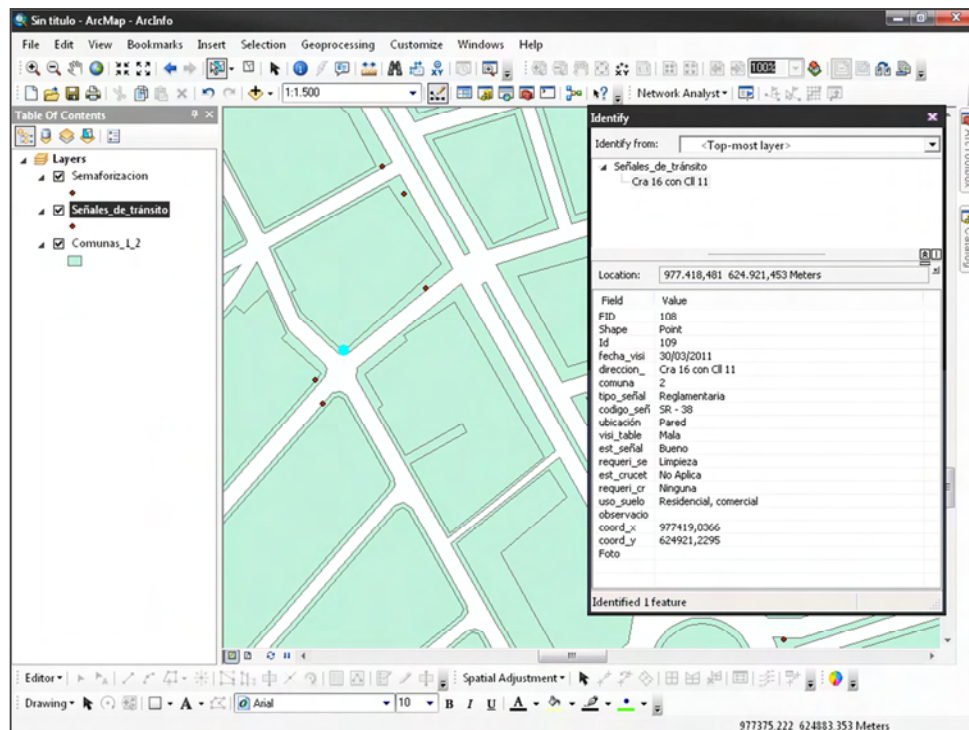 Sin título - ArcMap - ArcInfo
File Edit View Bookmarks Insert Selection Geoprocessing Customize Windows Help
100%
1:1.500 Network Analyst
Table Of Contents
Layers
Semaforizacion
Señales_de_tránsito
Comunas_1_2
Identify
Identify from: <Top-most layer>
Señales_de_tránsito
Cra 16 con Cll 11
Location: 977.418,481 624.921,453 Meters
Field Value
FID 108
Shape Point
Id 109
fecha_visi 30/03/2011
direccion_ Cra 16 con Cll 11
comuna 2
tipo_señal Reglamentaria
codigo_señ SR - 38
ubicación Pared
visi_table Mala
est_señal Bueno
requeri_se Limpieza
est_crucet No Aplica
requeri_cr Ninguna
uso_suelo Residencial, comercial
observacio
coord_x 977419,0366
coord_y 624921,2295
Foto
Identified 1 feature
ArcToolbox
Catalog
Editor Spatial Adjustment
Drawing A Arial 10 B I U A
977375.222 624883.353 Meters